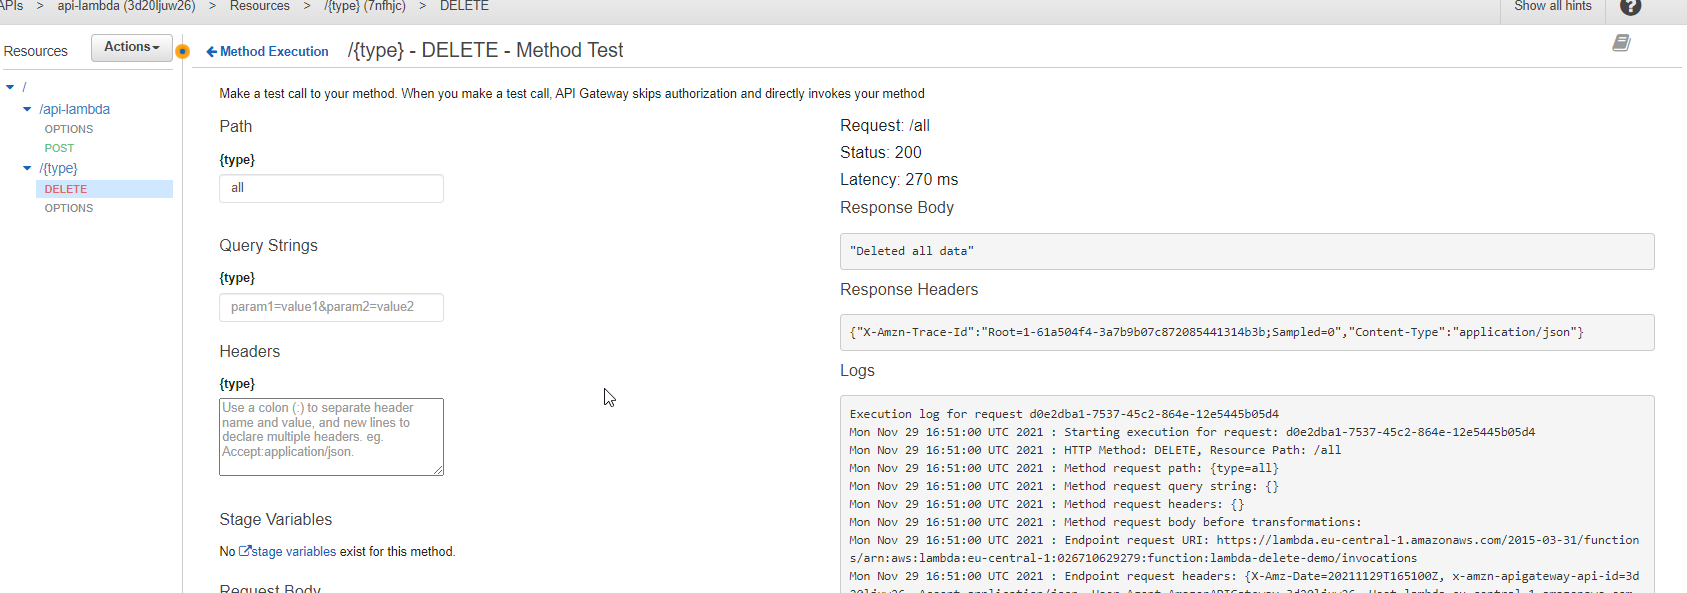 APIs > api-lambda (3d20ljuw26) > Resources > /{type} (7nfhjc) > DELETE
Show all hints
?
Resources
Actions
Method Execution
/{type} - DELETE - Method Test
/
/api-lambda
OPTIONS
POST
/{type}
DELETE
OPTIONS
Make a test call to your method. When you make a test call, API Gateway skips authorization and directly invokes your method
Path
{type}
all
Query Strings
{type}
param1=value1&param2=value2
Headers
{type}
Use a colon (:) to separate header
name and value, and new lines to
declare multiple headers. eg.
Accept:application/json.
Stage Variables
No stage variables exist for this method.
Request Body
Request: /all
Status: 200
Latency: 270 ms
Response Body
"Deleted all data"
Response Headers
{"X-Amzn-Trace-Id":"Root=1-61a504f4-3a7b9b07c872085441314b3b;Sampled=0","Content-Type":"application/json"}
Logs
Execution log for request d0e2dba1-7537-45c2-864e-12e5445b05d4
Mon Nov 29 16:51:00 UTC 2021 : Starting execution for request: d0e2dba1-7537-45c2-864e-12e5445b05d4
Mon Nov 29 16:51:00 UTC 2021 : HTTP Method: DELETE, Resource Path: /all
Mon Nov 29 16:51:00 UTC 2021 : Method request path: {type=all}
Mon Nov 29 16:51:00 UTC 2021 : Method request query string: {}
Mon Nov 29 16:51:00 UTC 2021 : Method request headers: {}
Mon Nov 29 16:51:00 UTC 2021 : Method request body before transformations:
Mon Nov 29 16:51:00 UTC 2021 : Endpoint request URI: https://lambda.eu-central-1.amazonaws.com/2015-03-31/function
s/arn:aws:lambda:eu-central-1:026710629279:function:lambda-delete-demo/invocations
Mon Nov 29 16:51:00 UTC 2021 : Endpoint request headers: {X-Amz-Date=20211129T165100Z, x-amzn-apigateway-api-id=3d